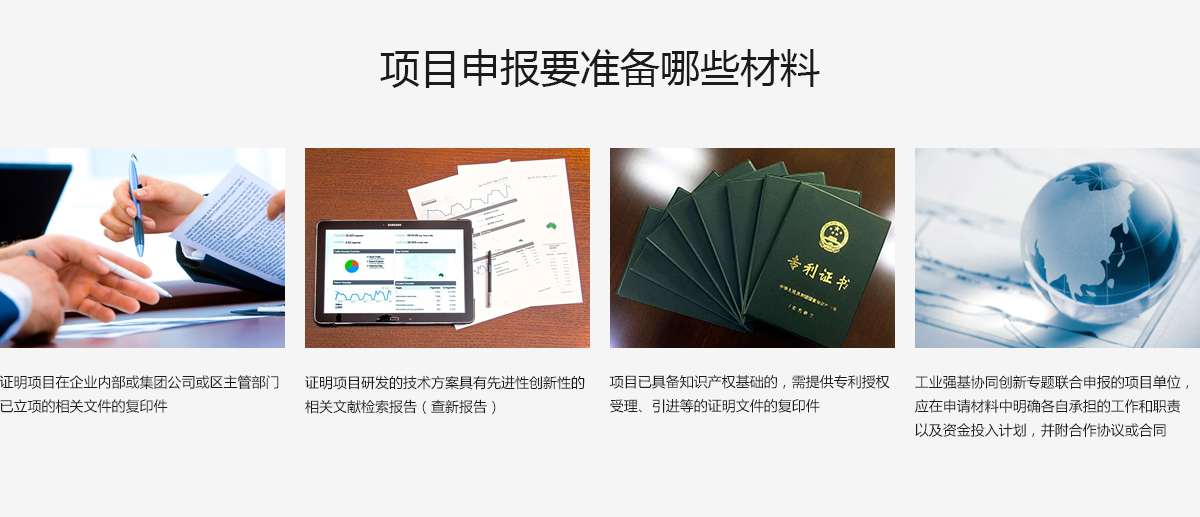 项目申报要准备哪些材料
SAMSUNG
专利证书
证明项目在企业内部或集团公司或区主管部门
已立项的相关文件的复印件
证明项目研发的技术方案具有先进性创新性的
相关文献检索报告（查新报告）
项目已具备知识产权基础的，需提供专利授权
受理、引进等的证明文件的复印件
工业强基协同创新专题联合申报的项目单位，
应在申请材料中明确各自承担的工作和职责
以及资金投入计划，并附合作协议或合同